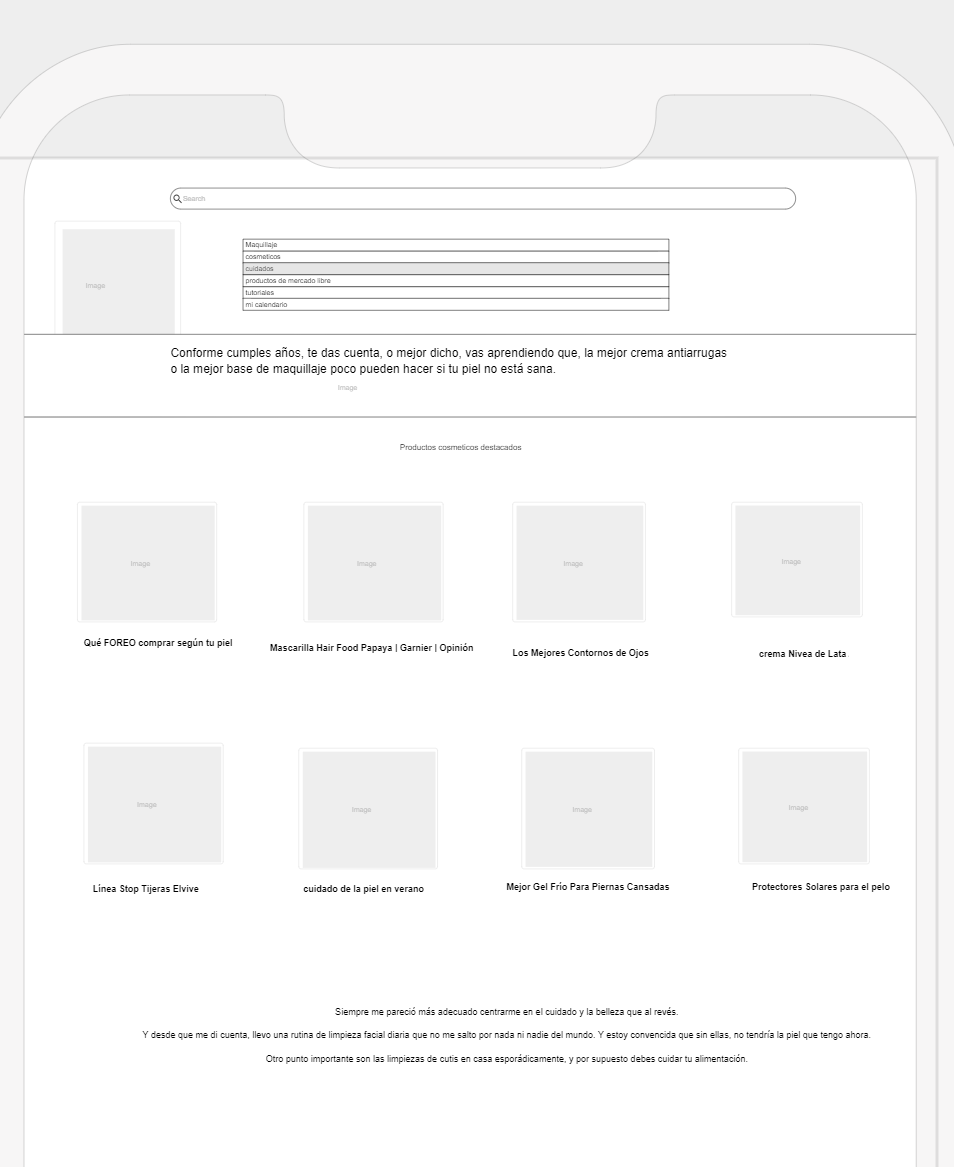 Search
Image
Maquillaje
cosmeticos
cuidados
productos de mercado libre
tutoriales
mi calendario
Conforme cumples años, te das cuenta, o mejor dicho, vas aprendiendo que, la mejor crema antiarrugas
o la mejor base de maquillaje poco pueden hacer si tu piel no está sana.
Image
Productos cosmeticos destacados
Image
Image
Image
Image
Qué FOREO comprar según tu piel
Mascarilla Hair Food Papaya | Garnier | Opinión
Los Mejores Contornos de Ojos
crema Nivea de Lata
Image
Image
Image
Image
Línea Stop Tijeras Elvive
cuidado de la piel en verano
Mejor Gel Frío Para Piernas Cansadas
Protectores Solares para el pelo
Siempre me pareció más adecuado centrarme en el cuidado y la belleza que al revés.
Y desde que me di cuenta, llevo una rutina de limpieza facial diaria que no me salto por nada ni nadie del mundo. Y estoy convencida que sin ellas, no tendría la piel que tengo ahora.
Otro punto importante son las limpiezas de cutis en casa esporádicamente, y por supuesto debes cuidar tu alimentación.